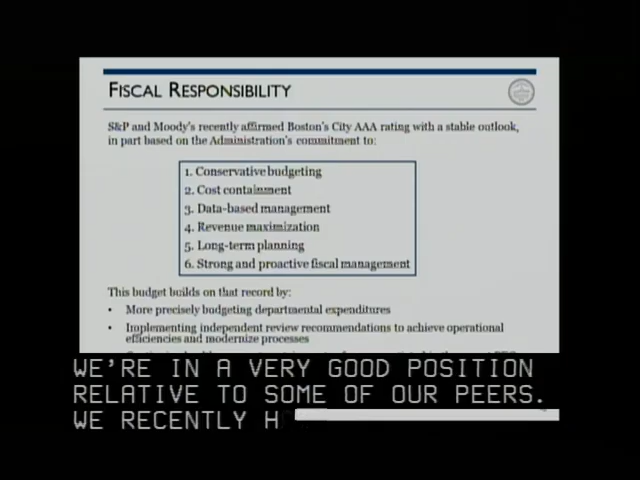 FISCAL RESPONSIBILITY
S&P and Moody's recently affirmed Boston's City AAA rating with a stable outlook,
in part based on the Administration's commitment to:
1. Conservative budgeting
2. Cost containment
3. Data-based management
4. Revenue maximization
5. Long-term planning
6. Strong and proactive fiscal management
This budget builds on that record by:
• More precisely budgeting departmental expenditures
• Implementing independent review recommendations to achieve operational
efficiencies and modernize processes
WE'RE IN A VERY GOOD POSITION
RELATIVE TO SOME OF OUR PEERS.
WE RECENTLY H